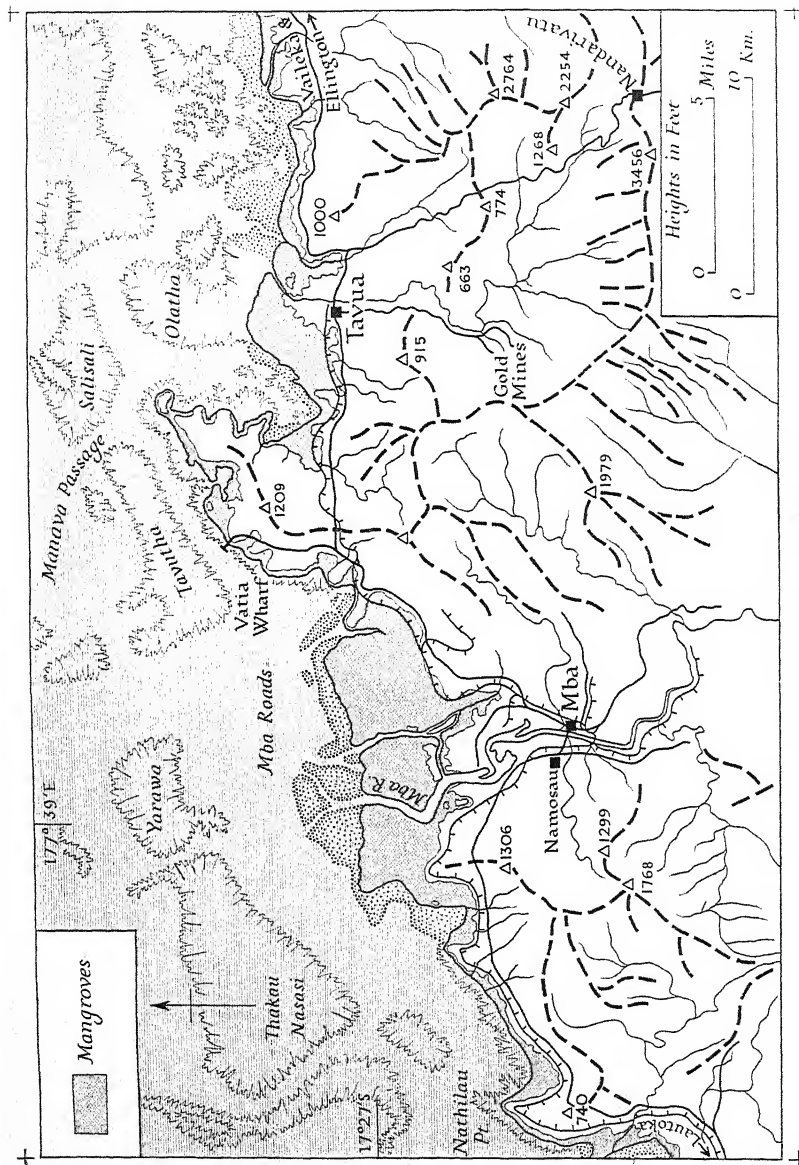 Mangroves
177° 39'E
Manava Passage
Salisali
Yarawa
Tavutha
Olatha
Thakau
Nasasi
Mba Roads
Vatia
Wharf
Vaileka &
Ellington
17°27'S
1209
1000
Tavua
Mba R.
Nathilau
Pt.
915
663
774
2764
Gold
Mines
1306
1268
2254
Nandarivatu
Namosau
Mba
1979
740
1299
1768
3456
Lautoka
Heights in Feet
0 5 Miles
0 10 Km.